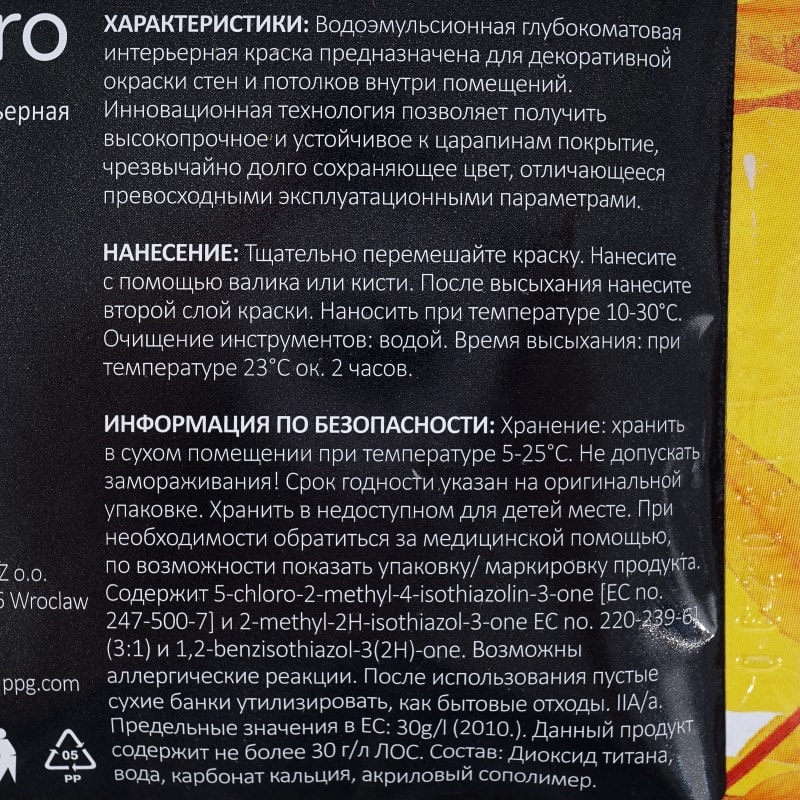 ro
ХАРАКТЕРИСТИКИ: Водоэмульсионная глубокоматовая
интерьерная краска предназначена для декоративной
окраски стен и потолков внутри помещений.
Инновационная технология позволяет получить
высокопрочное и устойчивое к царапинам покрытие,
чрезвычайно долго сохраняющее цвет, отличающееся
превосходными эксплуатационными параметрами.
ьерная
НАНЕСЕНИЕ: Тщательно перемешайте краску. Нанесите
с помощью валика или кисти. После высыхания нанесите
второй слой краски. Наносить при температуре 10-30°С.
Очищение инструментов: водой. Время высыхания: при
температуре 23°С ок. 2 часов.
ИНФОРМАЦИЯ ПО БЕЗОПАСНОСТИ: Хранение: хранить
в сухом помещении при температуре 5-25°С. Не допускать
замораживания! Срок годности указан на оригинальной
упаковке. Хранить в недоступном для детей месте. При
необходимости обратиться за медицинской помощью,
по возможности показать упаковку/ маркировку продукта.
Содержит 5-chloro-2-methyl-4-isothiazolin-3-one [EC no.
247-500-7] и 2-methyl-2H-isothiazol-3-one EC no. 220-239-6]
(3:1) и 1,2-benzisothiazol-3(2H)-one. Возможны
аллергические реакции. После использования пустые
сухие банки утилизировать, как бытовые отходы. IIA/a.
Предельные значения в ЕС: 30g/l (2010.). Данный продукт
содержит не более 30 г/л ЛОС. Состав: Диоксид титана,
вода, карбонат кальция, акриловый сополимер.
Z o.o.
Wroclaw
ppg.com
05
PP